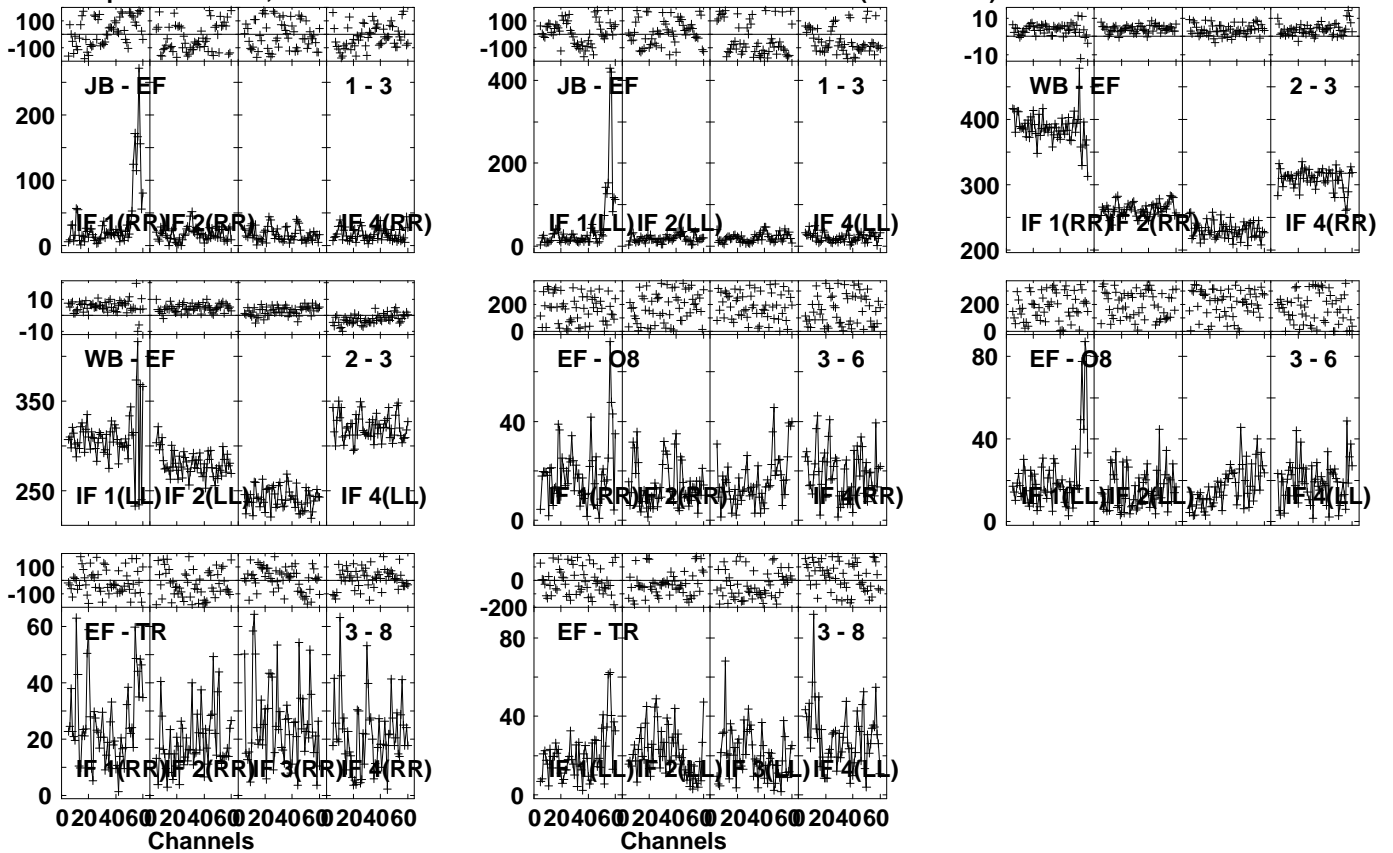 100
-100
JB - EF 1 - 3
200
100
0
IF 1(RR) IF 2(RR) IF 4(RR)
100
-100
JB - EF 1 - 3
400
200
0
IF 1(LL) IF 2(LL) IF 4(LL)
10
-10
WB - EF 2 - 3
400
300
200
IF 1(RR) IF 2(RR) IF 4(RR)
10
-10
WB - EF 2 - 3
350
250
IF 1(LL) IF 2(LL) IF 4(LL)
200
0
EF - O8 3 - 6
40
0
IF 1(RR) IF 2(RR) IF 4(RR)
200
0
EF - O8 3 - 6
80
40
0
IF 1(LL) IF 2(LL) IF 4(LL)
100
-100
EF - TR 3 - 8
60
40
20
0
IF 1(RR) IF 2(RR) IF 3(RR) IF 4(RR)
0 20 40 60 0 20 40 60 0 20 40 60 0 20 40 60
Channels
0
-200
EF - TR 3 - 8
80
40
0
IF 1(LL) IF 2(LL) IF 3(LL) IF 4(LL)
0 20 40 60 0 20 40 60 0 20 40 60 0 20 40 60
Channels